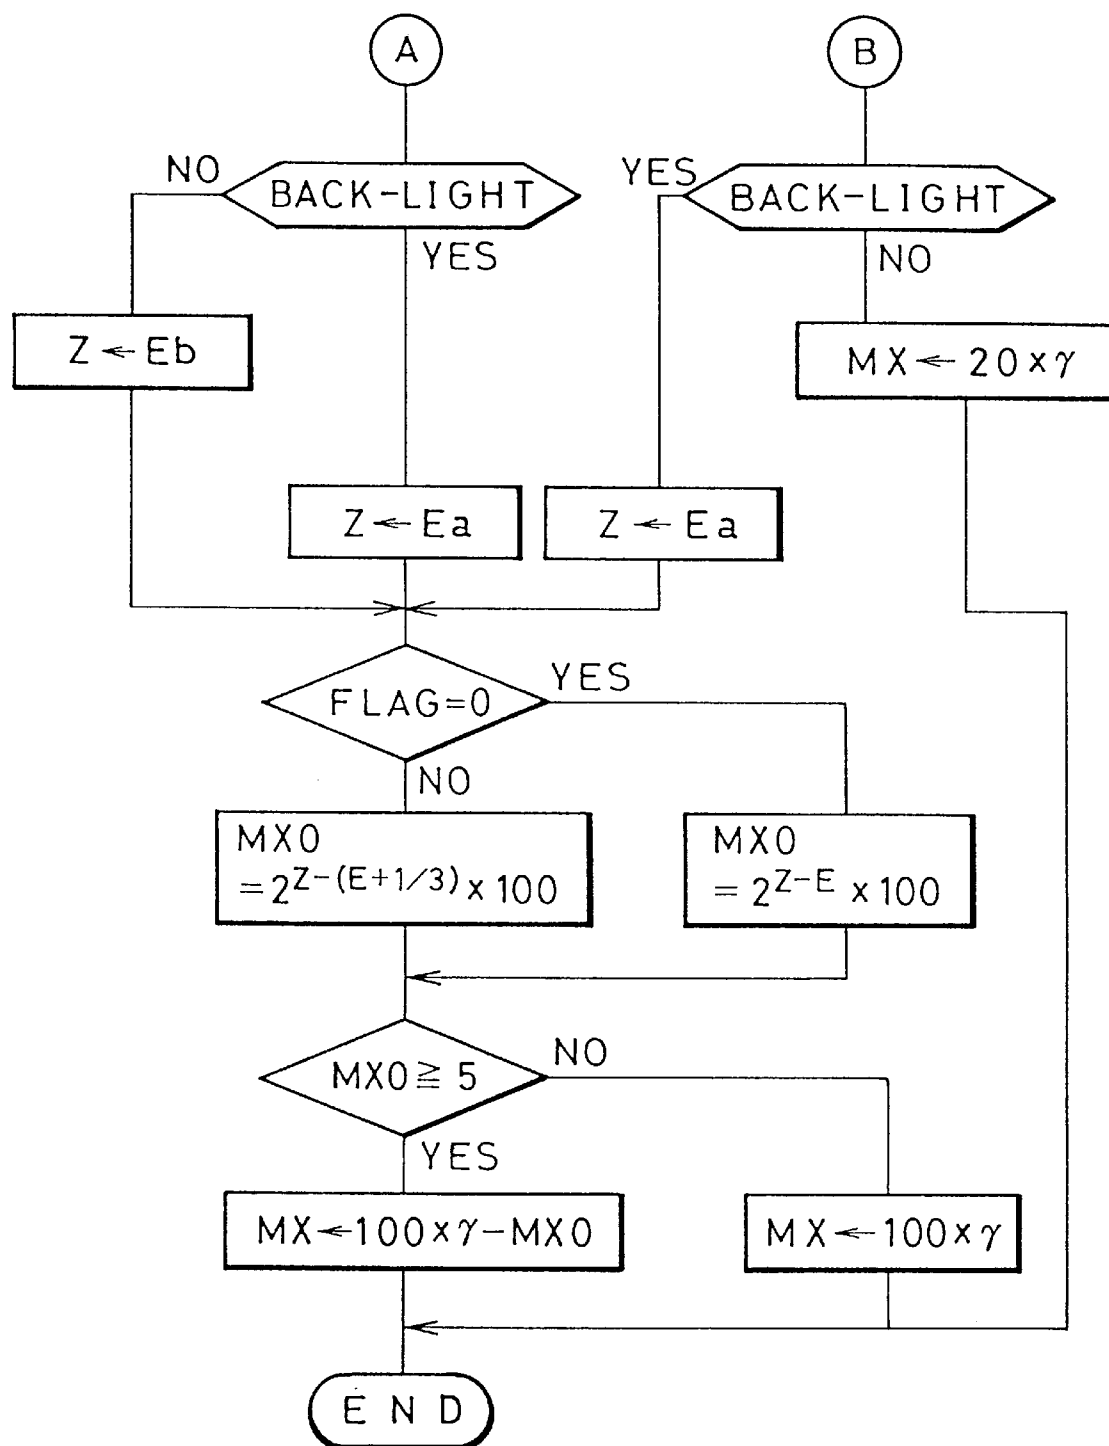 A
B
NO
BACK-LIGHT
YES
YES
BACK-LIGHT
NO
Z ← Eb
MX ← 20 × γ
Z ← Ea
Z ← Ea
FLAG=0
YES
NO
MX0
=2^{Z-(E+1/3)} × 100
MX0
=2^{Z-E} × 100
MX0 ≧ 5
NO
YES
MX ← 100 × γ - MX0
MX ← 100 × γ
END